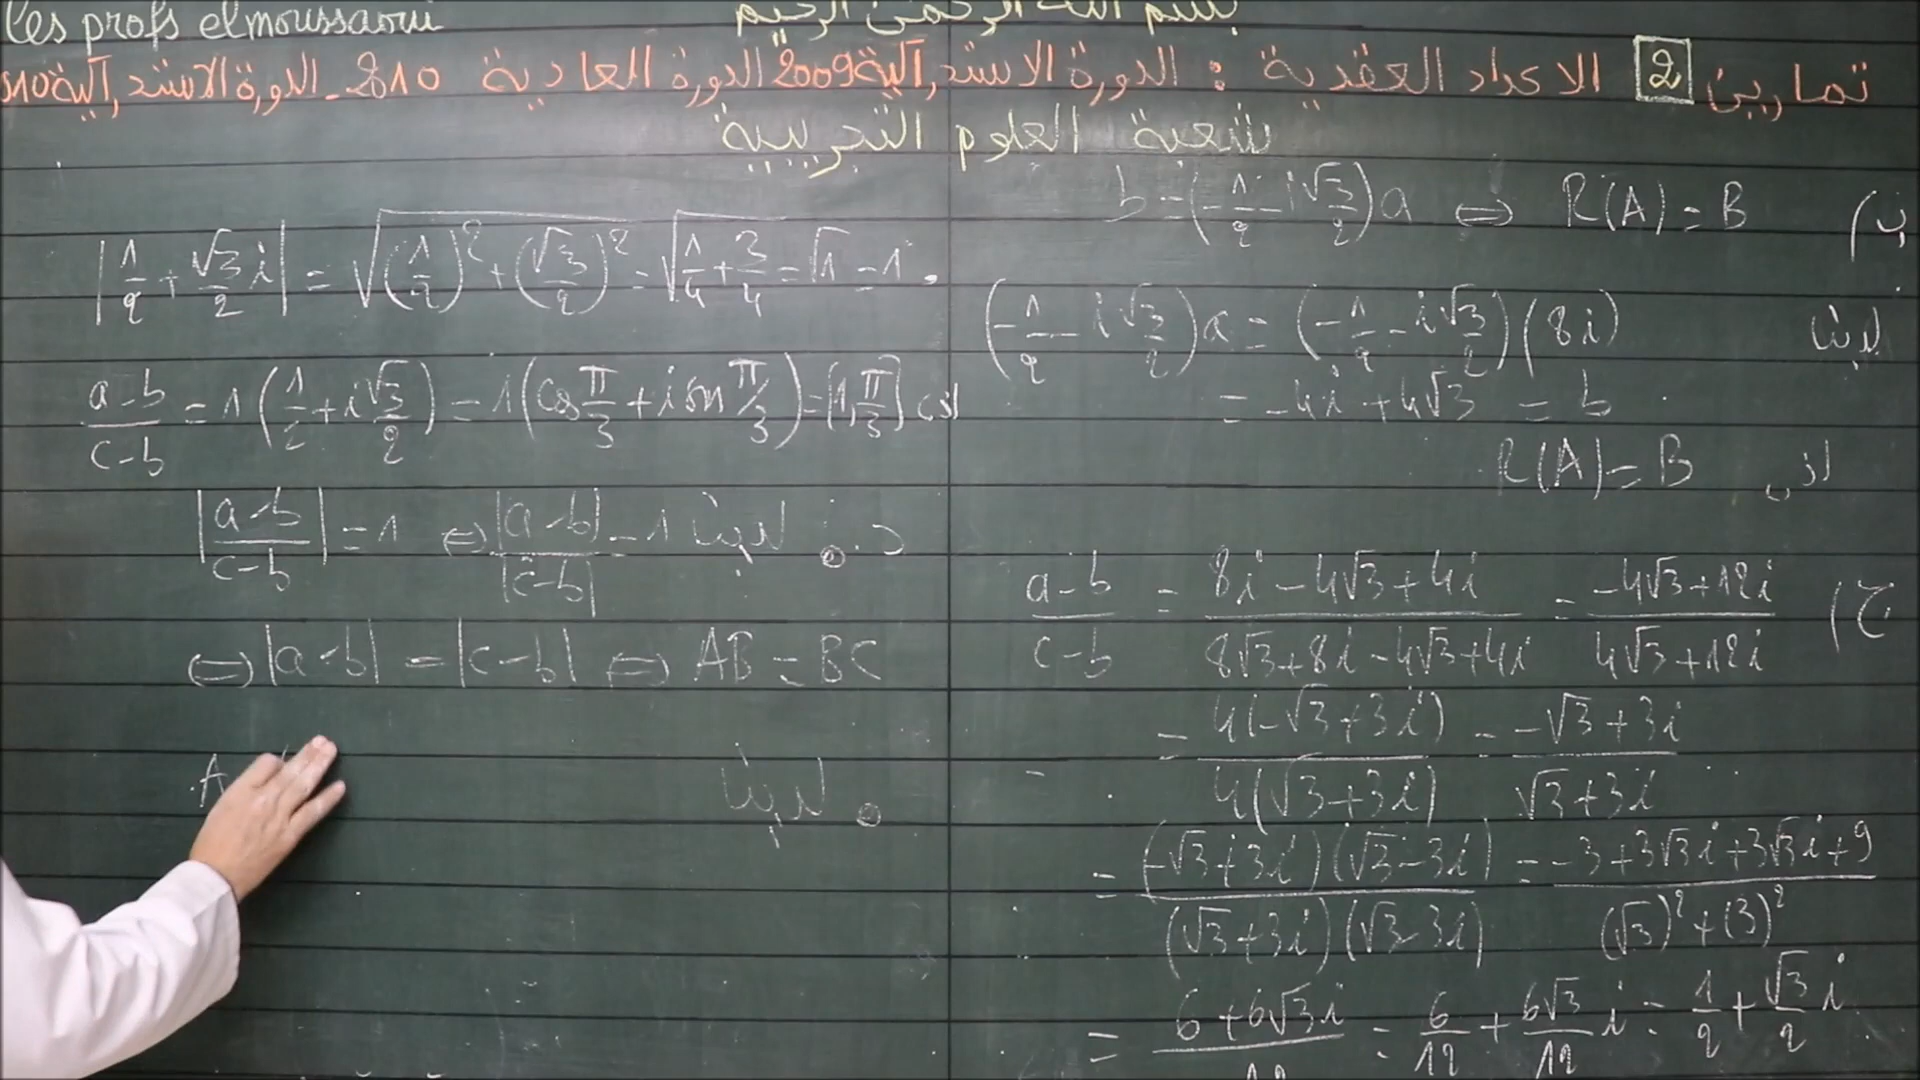 les profs elmoussaoui
بسم الله الرحمن الرحيم
تمارين 2 الاعداد العقدية : الدورة الاستدراكية 2009 الدورة العادية 2010 - الدورة الاستدراكية 2010
شعبة العلوم التجريبية
ب) R(A) = B ⇔ b = (-1/2 - i√3/2)a
لدينا (-1/2 - i√3/2)a = (-1/2 - i√3/2)(8i)
= -4i + 4√3 = b
اذن R(A) = B
ج) (a-b)/(c-b) = (8i - 4√3 + 4i)/(8√3 + 8i - 4√3 + 4i) = (-4√3 + 12i)/(4√3 + 12i)
= 4(-√3 + 3i)/4(√3 + 3i) = (-√3 + 3i)/(√3 + 3i)
= (-√3 + 3i)(√3 - 3i)/(√3 + 3i)(√3 - 3i) = (-3 + 3√3i + 3√3i + 9)/((√3)² + (3)²)
= (6 + 6√3i)/12 = 6/12 + 6√3/12 i = 1/2 + √3/2 i
|1/2 + √3/2 i| = √((1/2)² + (√3/2)²) = √(1/4 + 3/4) = √1 = 1 .
اذن (a-b)/(c-b) = 1(1/2 + i√3/2) = 1(cos π/3 + i sin π/3) = [1, π/3]
د . لدينا |(a-b)/(c-b)| = 1 ⇔ |a-b|/|c-b| = 1
⇔ |a-b| = |c-b| ⇔ AB = BC
. لدينا
A